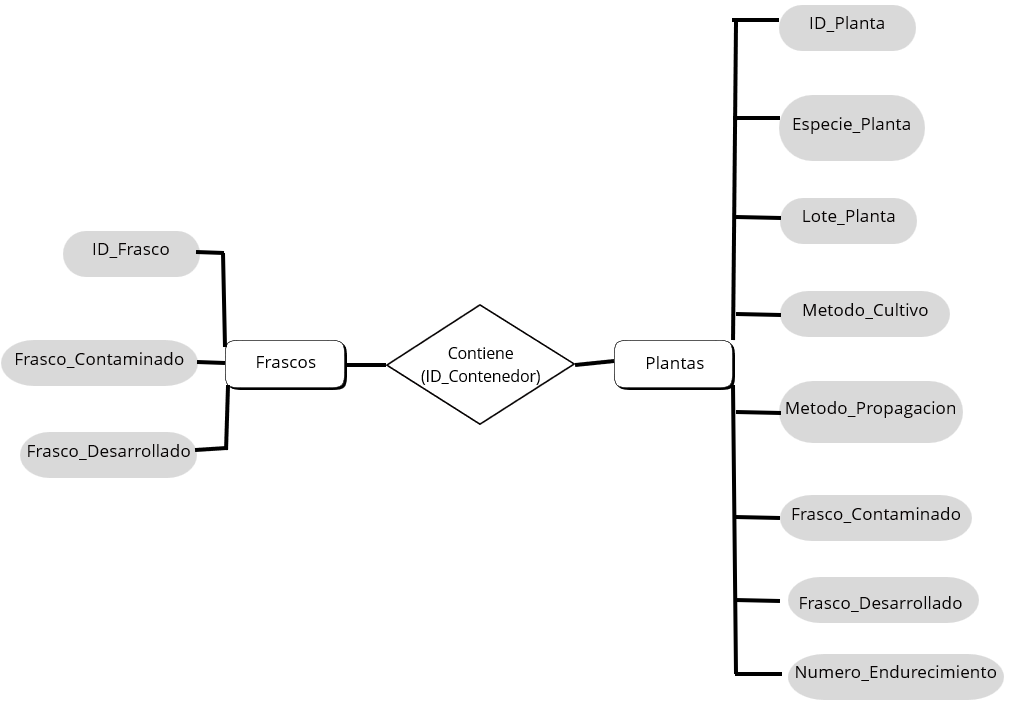 ID_Planta
Especie_Planta
Lote_Planta
ID_Frasco
Metodo_Cultivo
Frasco_Contaminado
Frascos
Contiene
(ID_Contenedor)
Plantas
Metodo_Propagacion
Frasco_Desarrollado
Frasco_Contaminado
Frasco_Desarrollado
Numero_Endurecimiento